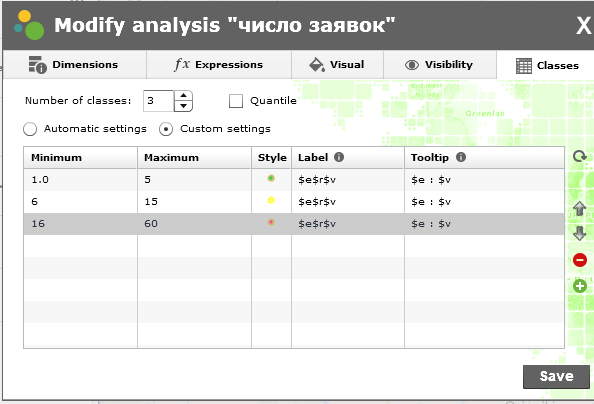 Modify analysis "число заявок"
X
Dimensions
fx Expressions
Visual
Visibility
Classes
Number of classes: 3
Quantile
Automatic settings
Custom settings
Minimum Maximum Style Label Tooltip
1.0 5 $e$r$v $e : $v
6 15 $e$r$v $e : $v
16 60 $e$r$v $e : $v
Save